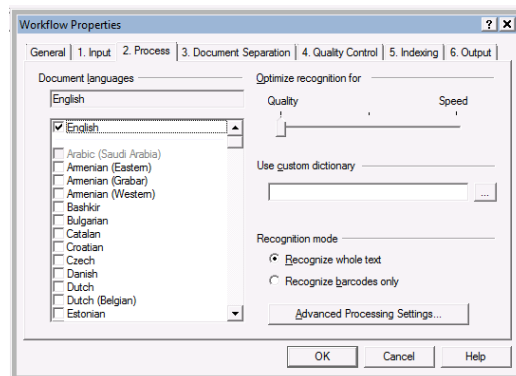 Workflow Properties
General 1. Input 2. Process 3. Document Separation 4. Quality Control 5. Indexing 6. Output
Document languages
English
English
Arabic (Saudi Arabia)
Armenian (Eastern)
Armenian (Grabar)
Armenian (Western)
Bashkir
Bulgarian
Catalan
Croatian
Czech
Danish
Dutch
Dutch (Belgian)
Estonian
Optimize recognition for
Quality Speed
Use custom dictionary
...
Recognition mode
Recognize whole text
Recognize barcodes only
Advanced Processing Settings...
OK Cancel Help